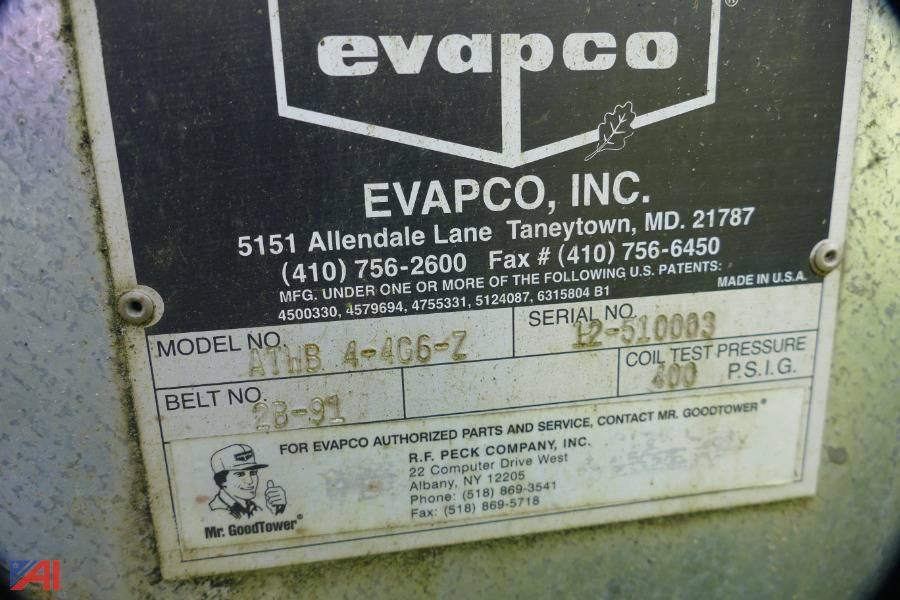 evapco®
EVAPCO, INC.
5151 Allendale Lane Taneytown, MD. 21787
(410) 756-2600 Fax # (410) 756-6450
MFG. UNDER ONE OR MORE OF THE FOLLOWING U.S. PATENTS:
4500330, 4579694, 4755331, 5124087, 6315804 B1
MADE IN U.S.A.
MODEL NO. ATWB 4-4G6-Z
SERIAL NO. 12-510003
BELT NO. 2B-91
COIL TEST PRESSURE
400 P.S.I.G.
FOR EVAPCO AUTHORIZED PARTS AND SERVICE, CONTACT MR. GOODTOWER®
R.F. PECK COMPANY, INC.
22 Computer Drive West
Albany, NY 12205
Phone: (518) 869-3541
Fax: (518) 869-5718
Mr. GoodTower®
AI